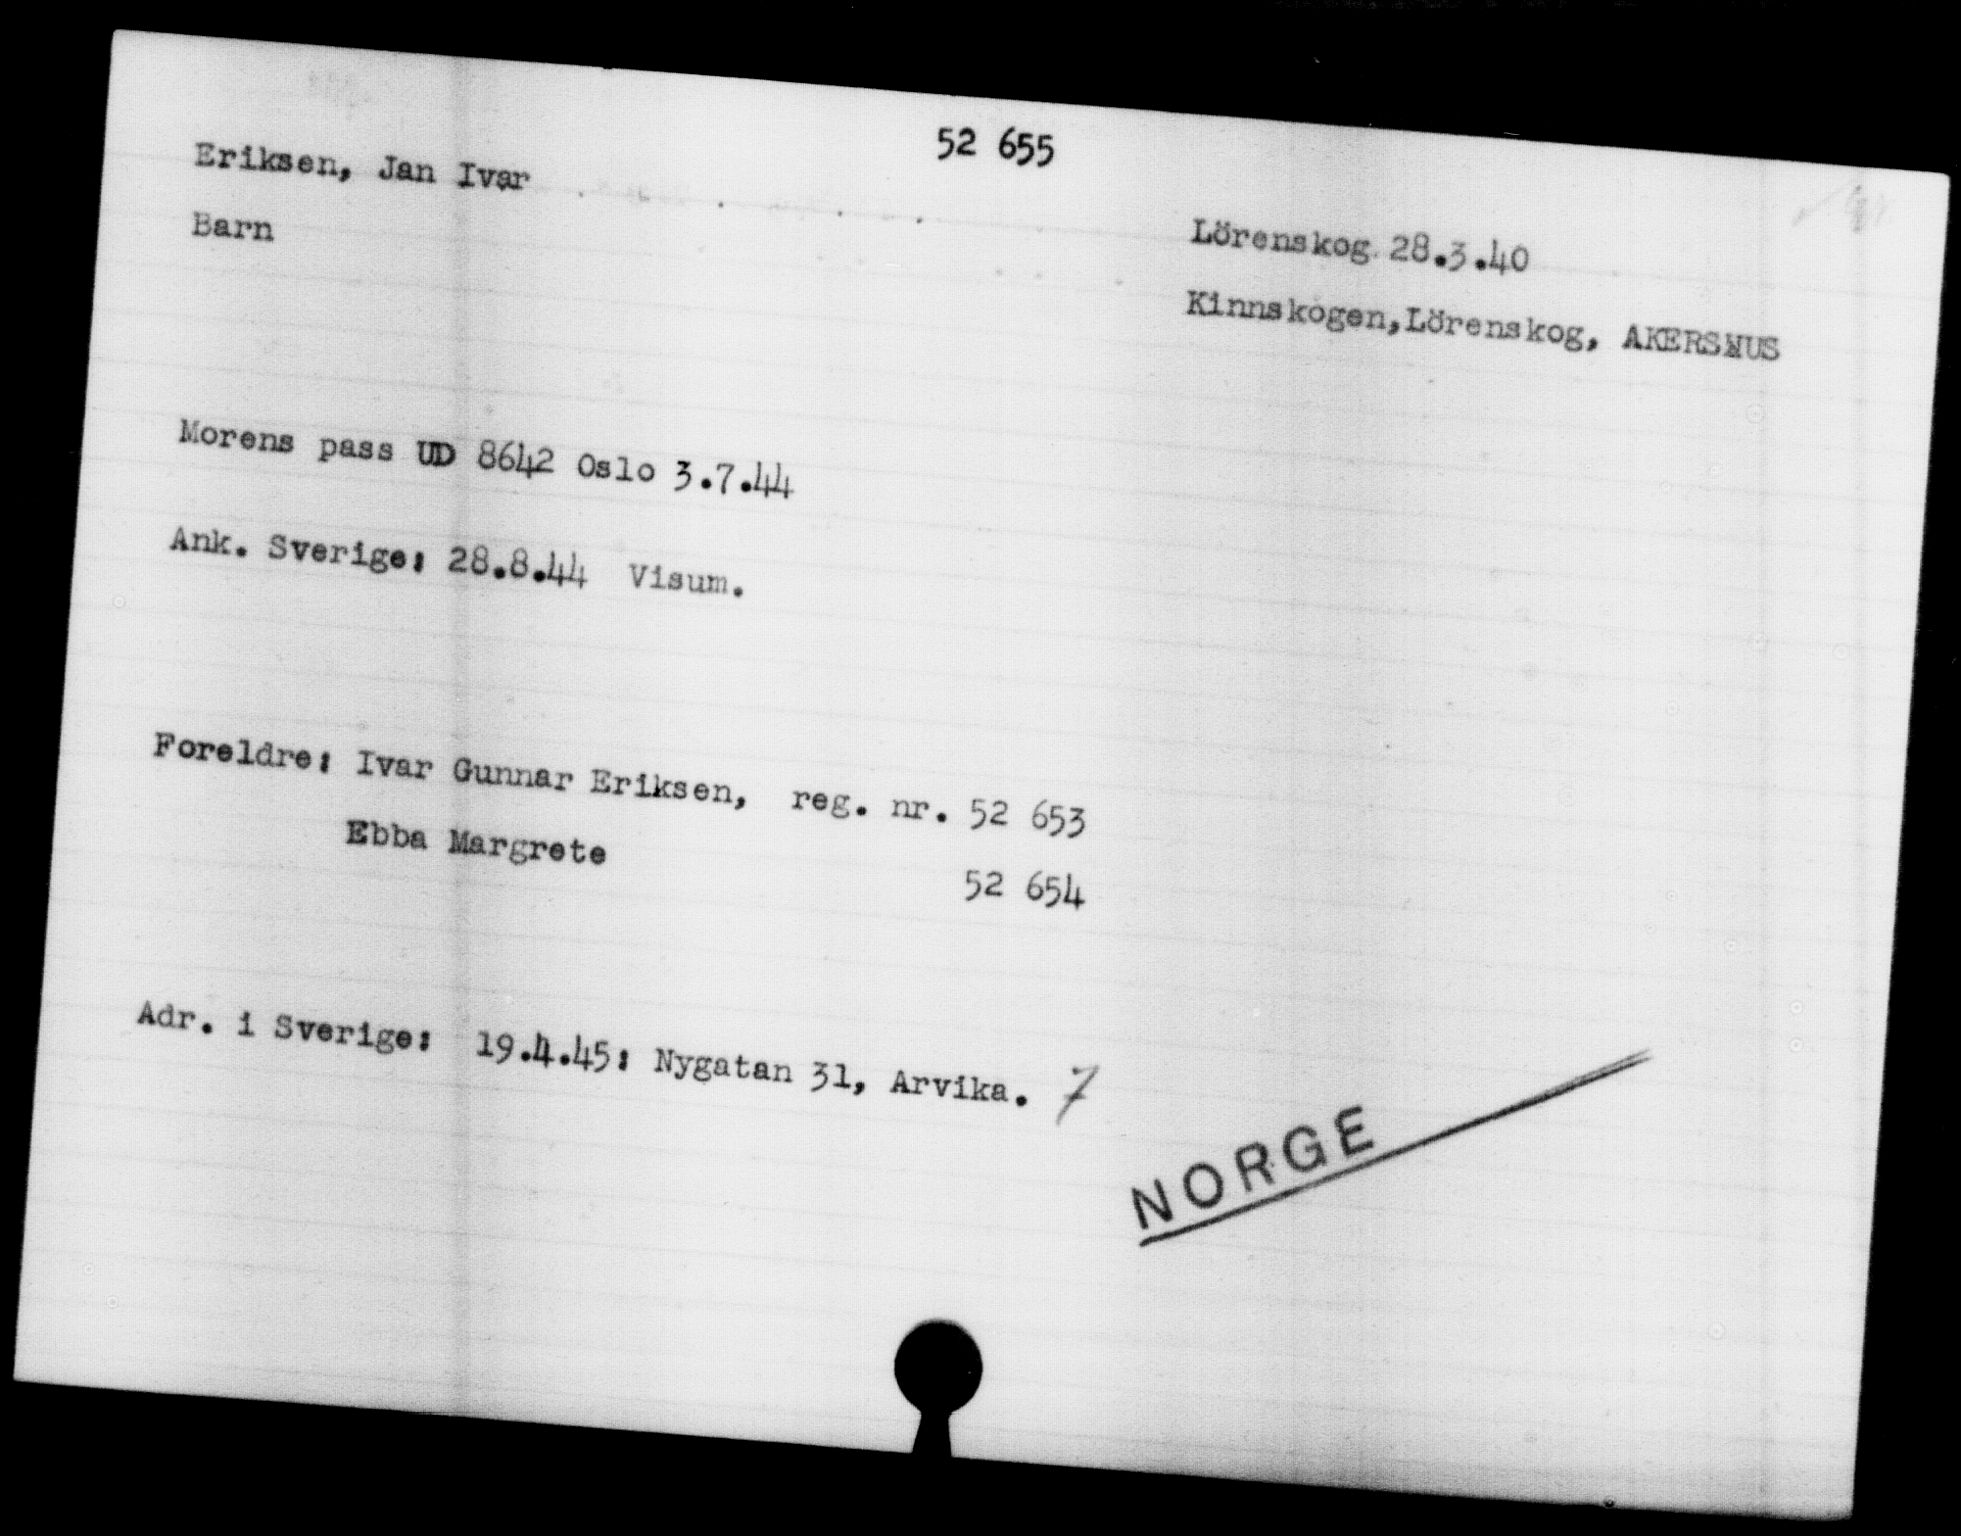 52 655
Eriksen, Jan Ivar
Barn
Lörenskog 28.3.40
Kinnskogen, Lörenskog, AKERSHUS
Morens pass UD 8642 Oslo 3.7.44
Ank. Sverige: 28.8.44 Visum.
Foreldre: Ivar Gunnar Eriksen, reg. nr. 52 653
Ebba Margrete 52 654
Adr. i Sverige: 19.4.45: Nygatan 31, Arvika. 7
NORGE